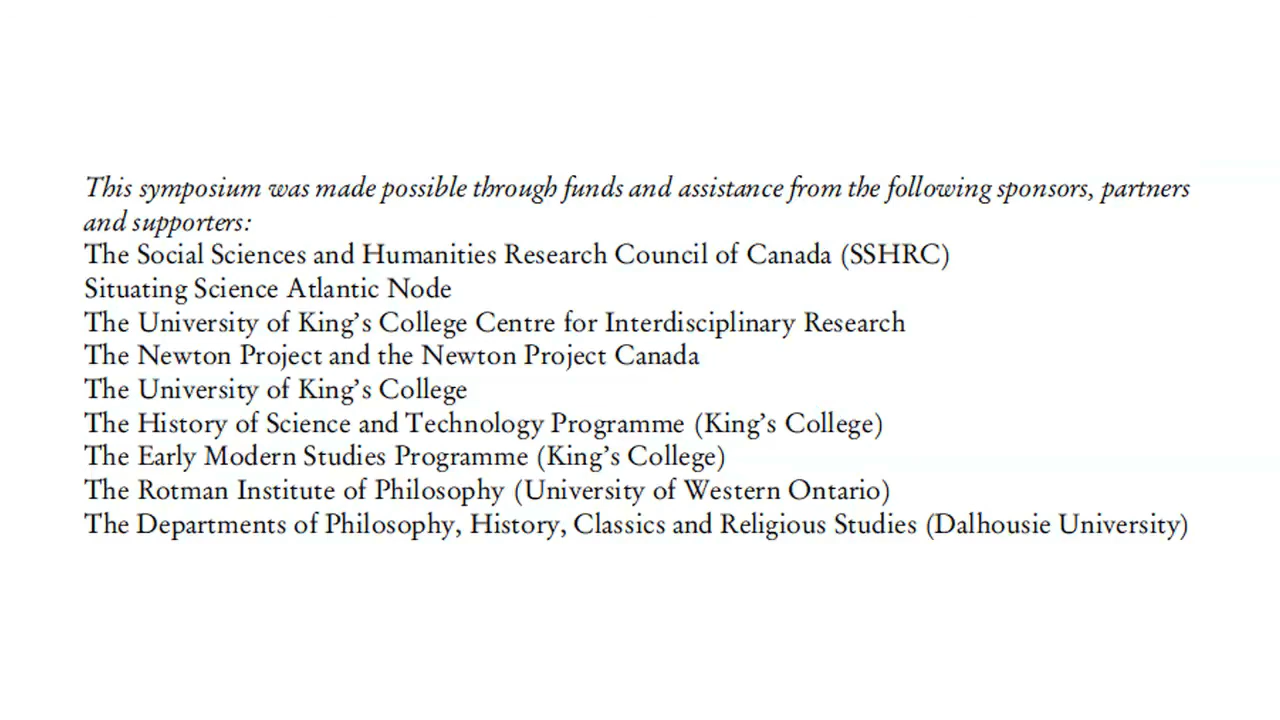 This symposium was made possible through funds and assistance from the following sponsors, partners
and supporters:
The Social Sciences and Humanities Research Council of Canada (SSHRC)
Situating Science Atlantic Node
The University of King’s College Centre for Interdisciplinary Research
The Newton Project and the Newton Project Canada
The University of King’s College
The History of Science and Technology Programme (King’s College)
The Early Modern Studies Programme (King’s College)
The Rotman Institute of Philosophy (University of Western Ontario)
The Departments of Philosophy, History, Classics and Religious Studies (Dalhousie University)